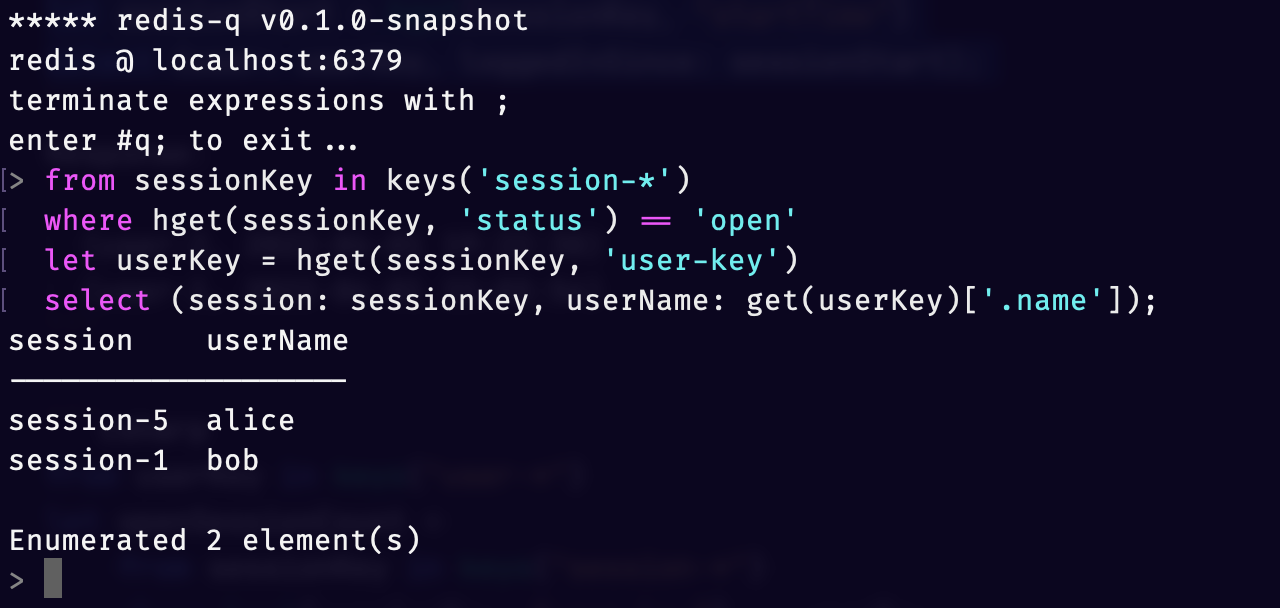 ***** redis-q v0.1.0-snapshot
redis @ localhost:6379
terminate expressions with ;
enter #q; to exit...
[> from sessionKey in keys('session-*')
[  where hget(sessionKey, 'status') == 'open'
[  let userKey = hget(sessionKey, 'user-key')
[  select (session: sessionKey, userName: get(userKey)['.name']);
session    userName
-------------------
session-5  alice
session-1  bob

Enumerated 2 element(s)
>